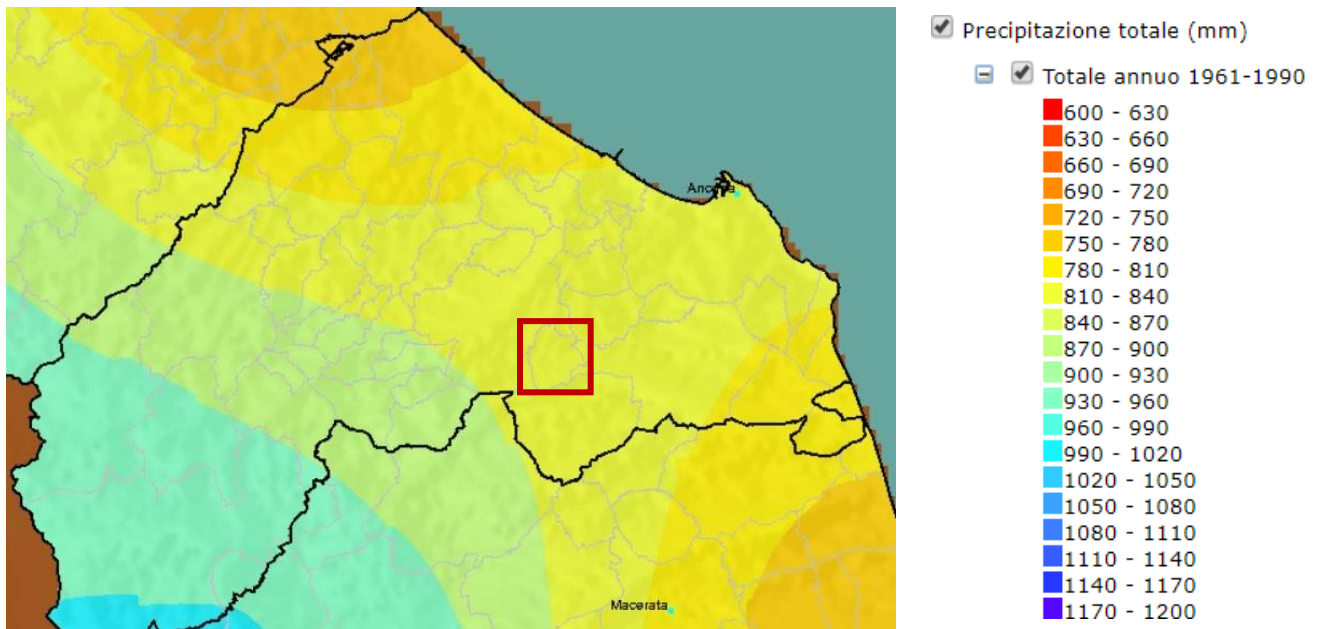 Precipitazione totale (mm)
Totale annuo 1961-1990
600 - 630
630 - 660
660 - 690
690 - 720
720 - 750
750 - 780
780 - 810
810 - 840
840 - 870
870 - 900
900 - 930
930 - 960
960 - 990
990 - 1020
1020 - 1050
1050 - 1080
1080 - 1110
1110 - 1140
1140 - 1170
1170 - 1200
Ancona
Macerata